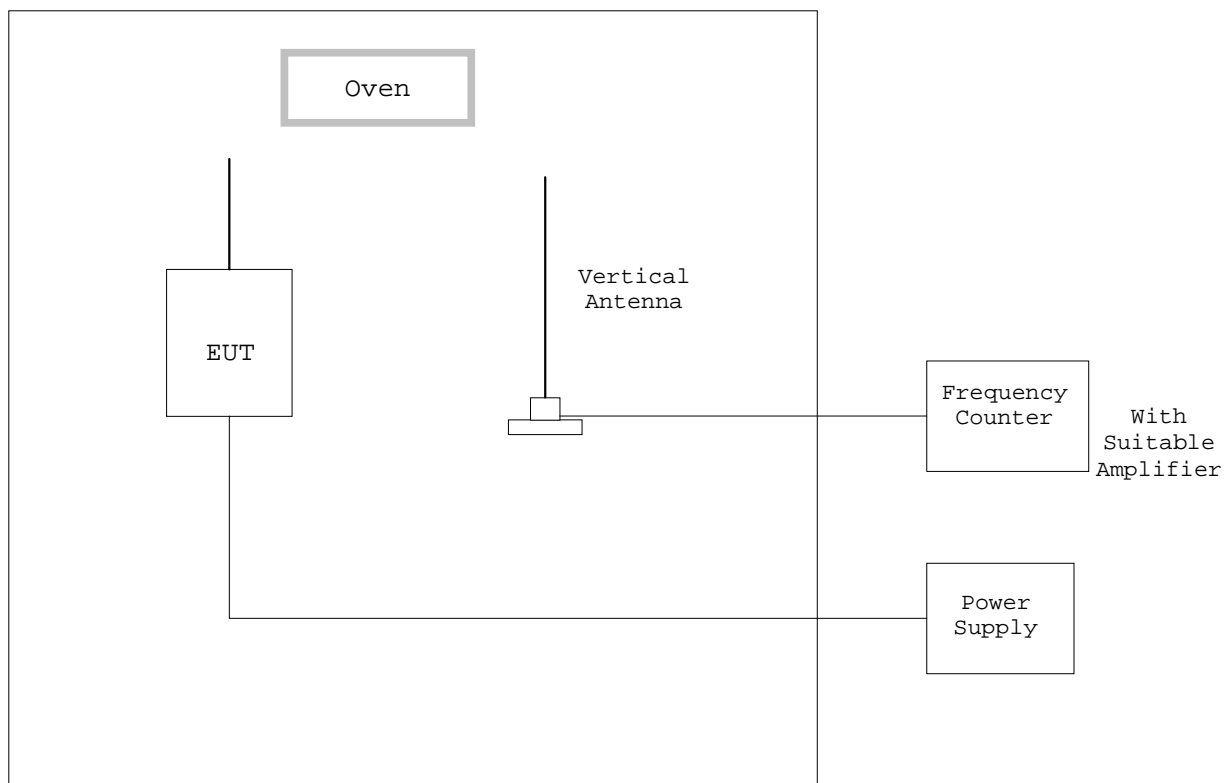 Oven
Vertical
Antenna
EUT
Frequency
Counter
With
Suitable
Amplifier
Power
Supply